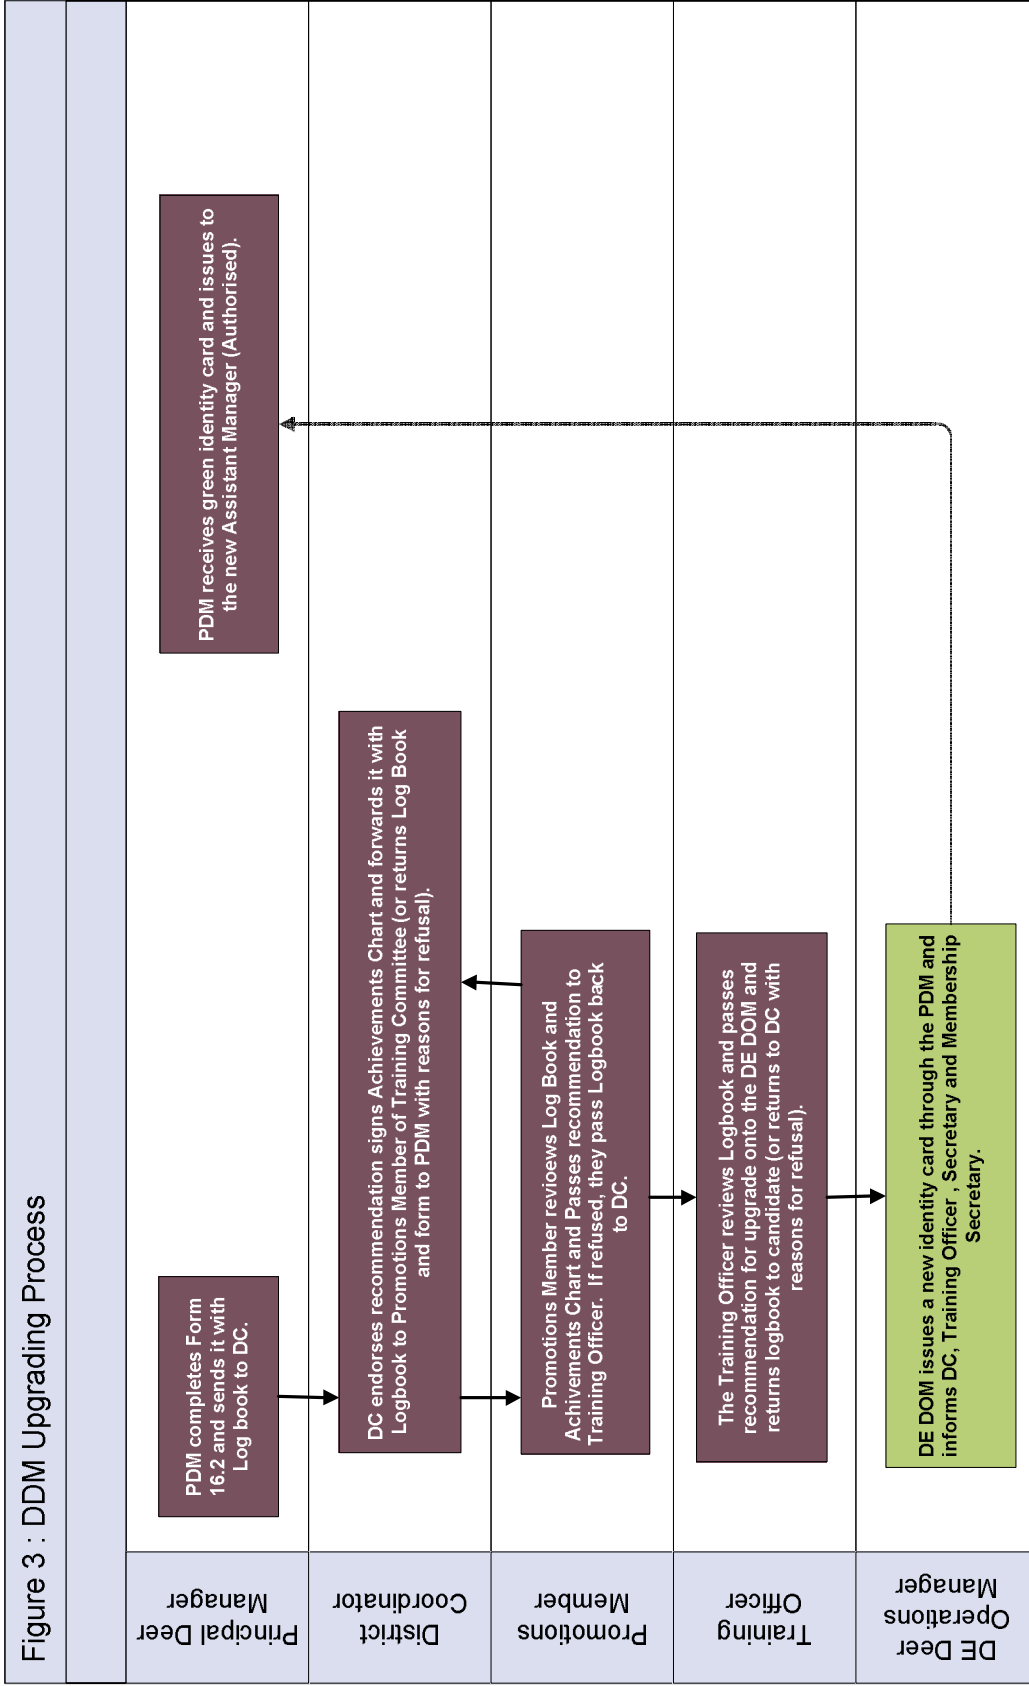 Figure 3 : DDM Upgrading Process
Principal Deer
Manager
PDM completes Form
16.2 and sends it with
Log book to DC.
PDM receives green identity card and issues to
the new Assistant Manager (Authorised).
District
Coordinator
DC endorses recommendation signs Achievements Chart and forwards it with
Logbook to Promotions Member of Training Committee (or returns Log Book
and form to PDM with reasons for refusal).
Promotions
Member
Promotions Member reviews Log Book and
Achivements Chart and Passes recommendation to
Training Officer. If refused, they pass Logbook back
to DC.
Training
Officer
The Training Officer reviews Logbook and passes
recommendation for upgrade onto the DE DOM and
returns logbook to candidate (or returns to DC with
reasons for refusal).
DE Deer
Operations
Manager
DE DOM issues a new identity card through the PDM and
informs DC, Training Officer , Secretary and Membership
Secretary.